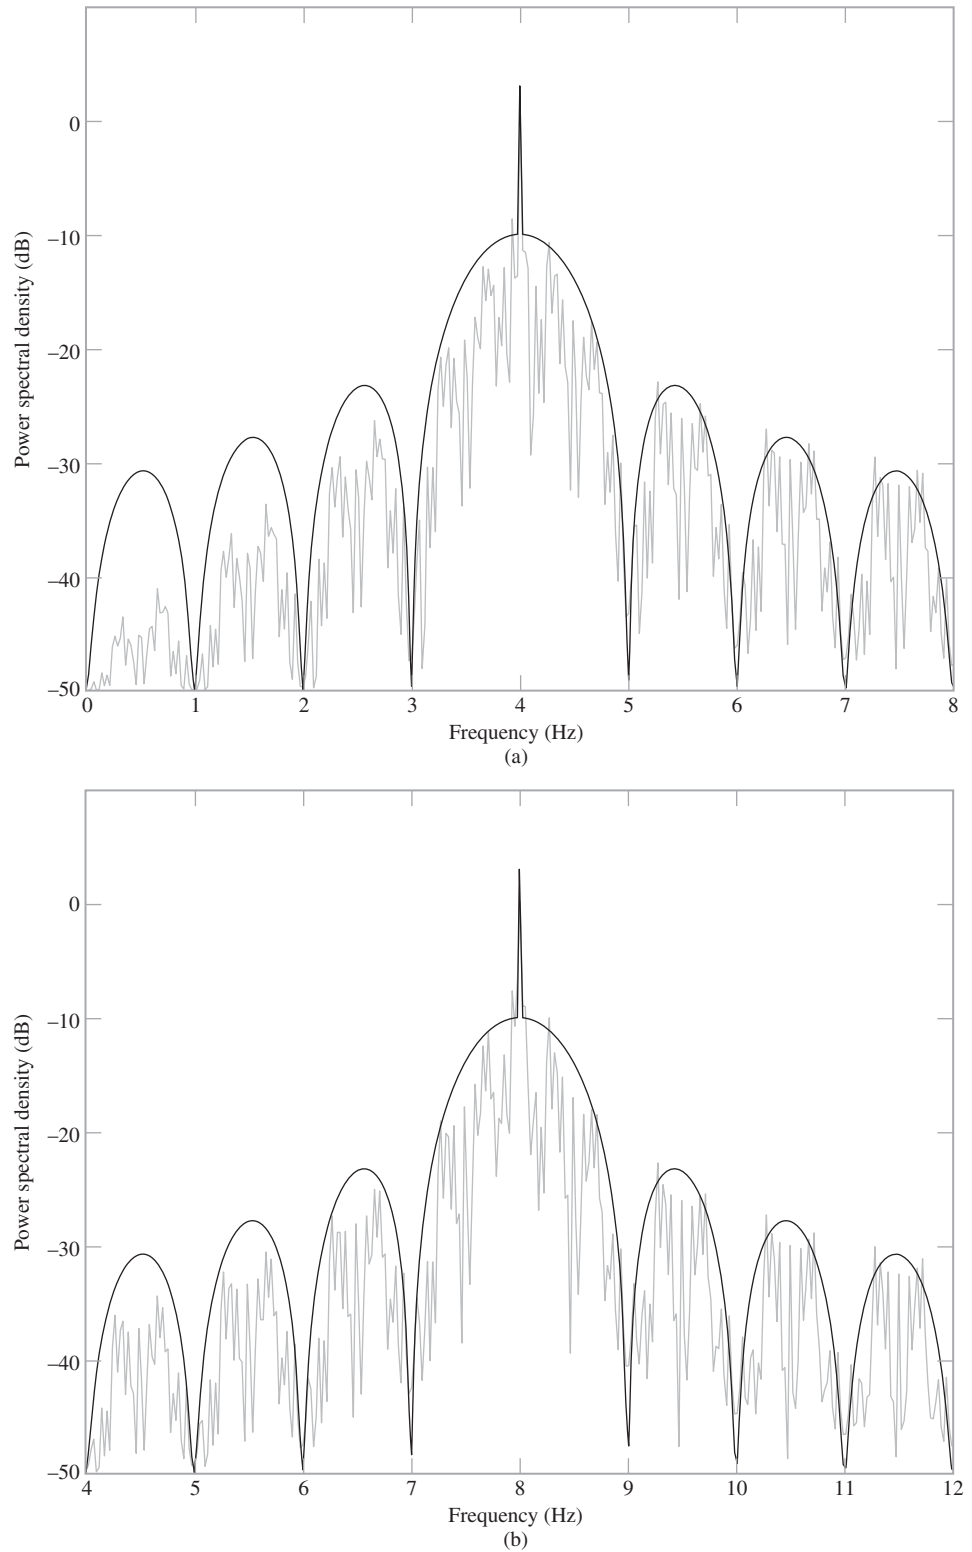 0
–10
–20
–30
–40
–50
Power spectral density (dB)
0 1 2 3 4 5 6 7 8
Frequency (Hz)
(a)
0
–10
–20
–30
–40
–50
Power spectral density (dB)
4 5 6 7 8 9 10 11 12
Frequency (Hz)
(b)